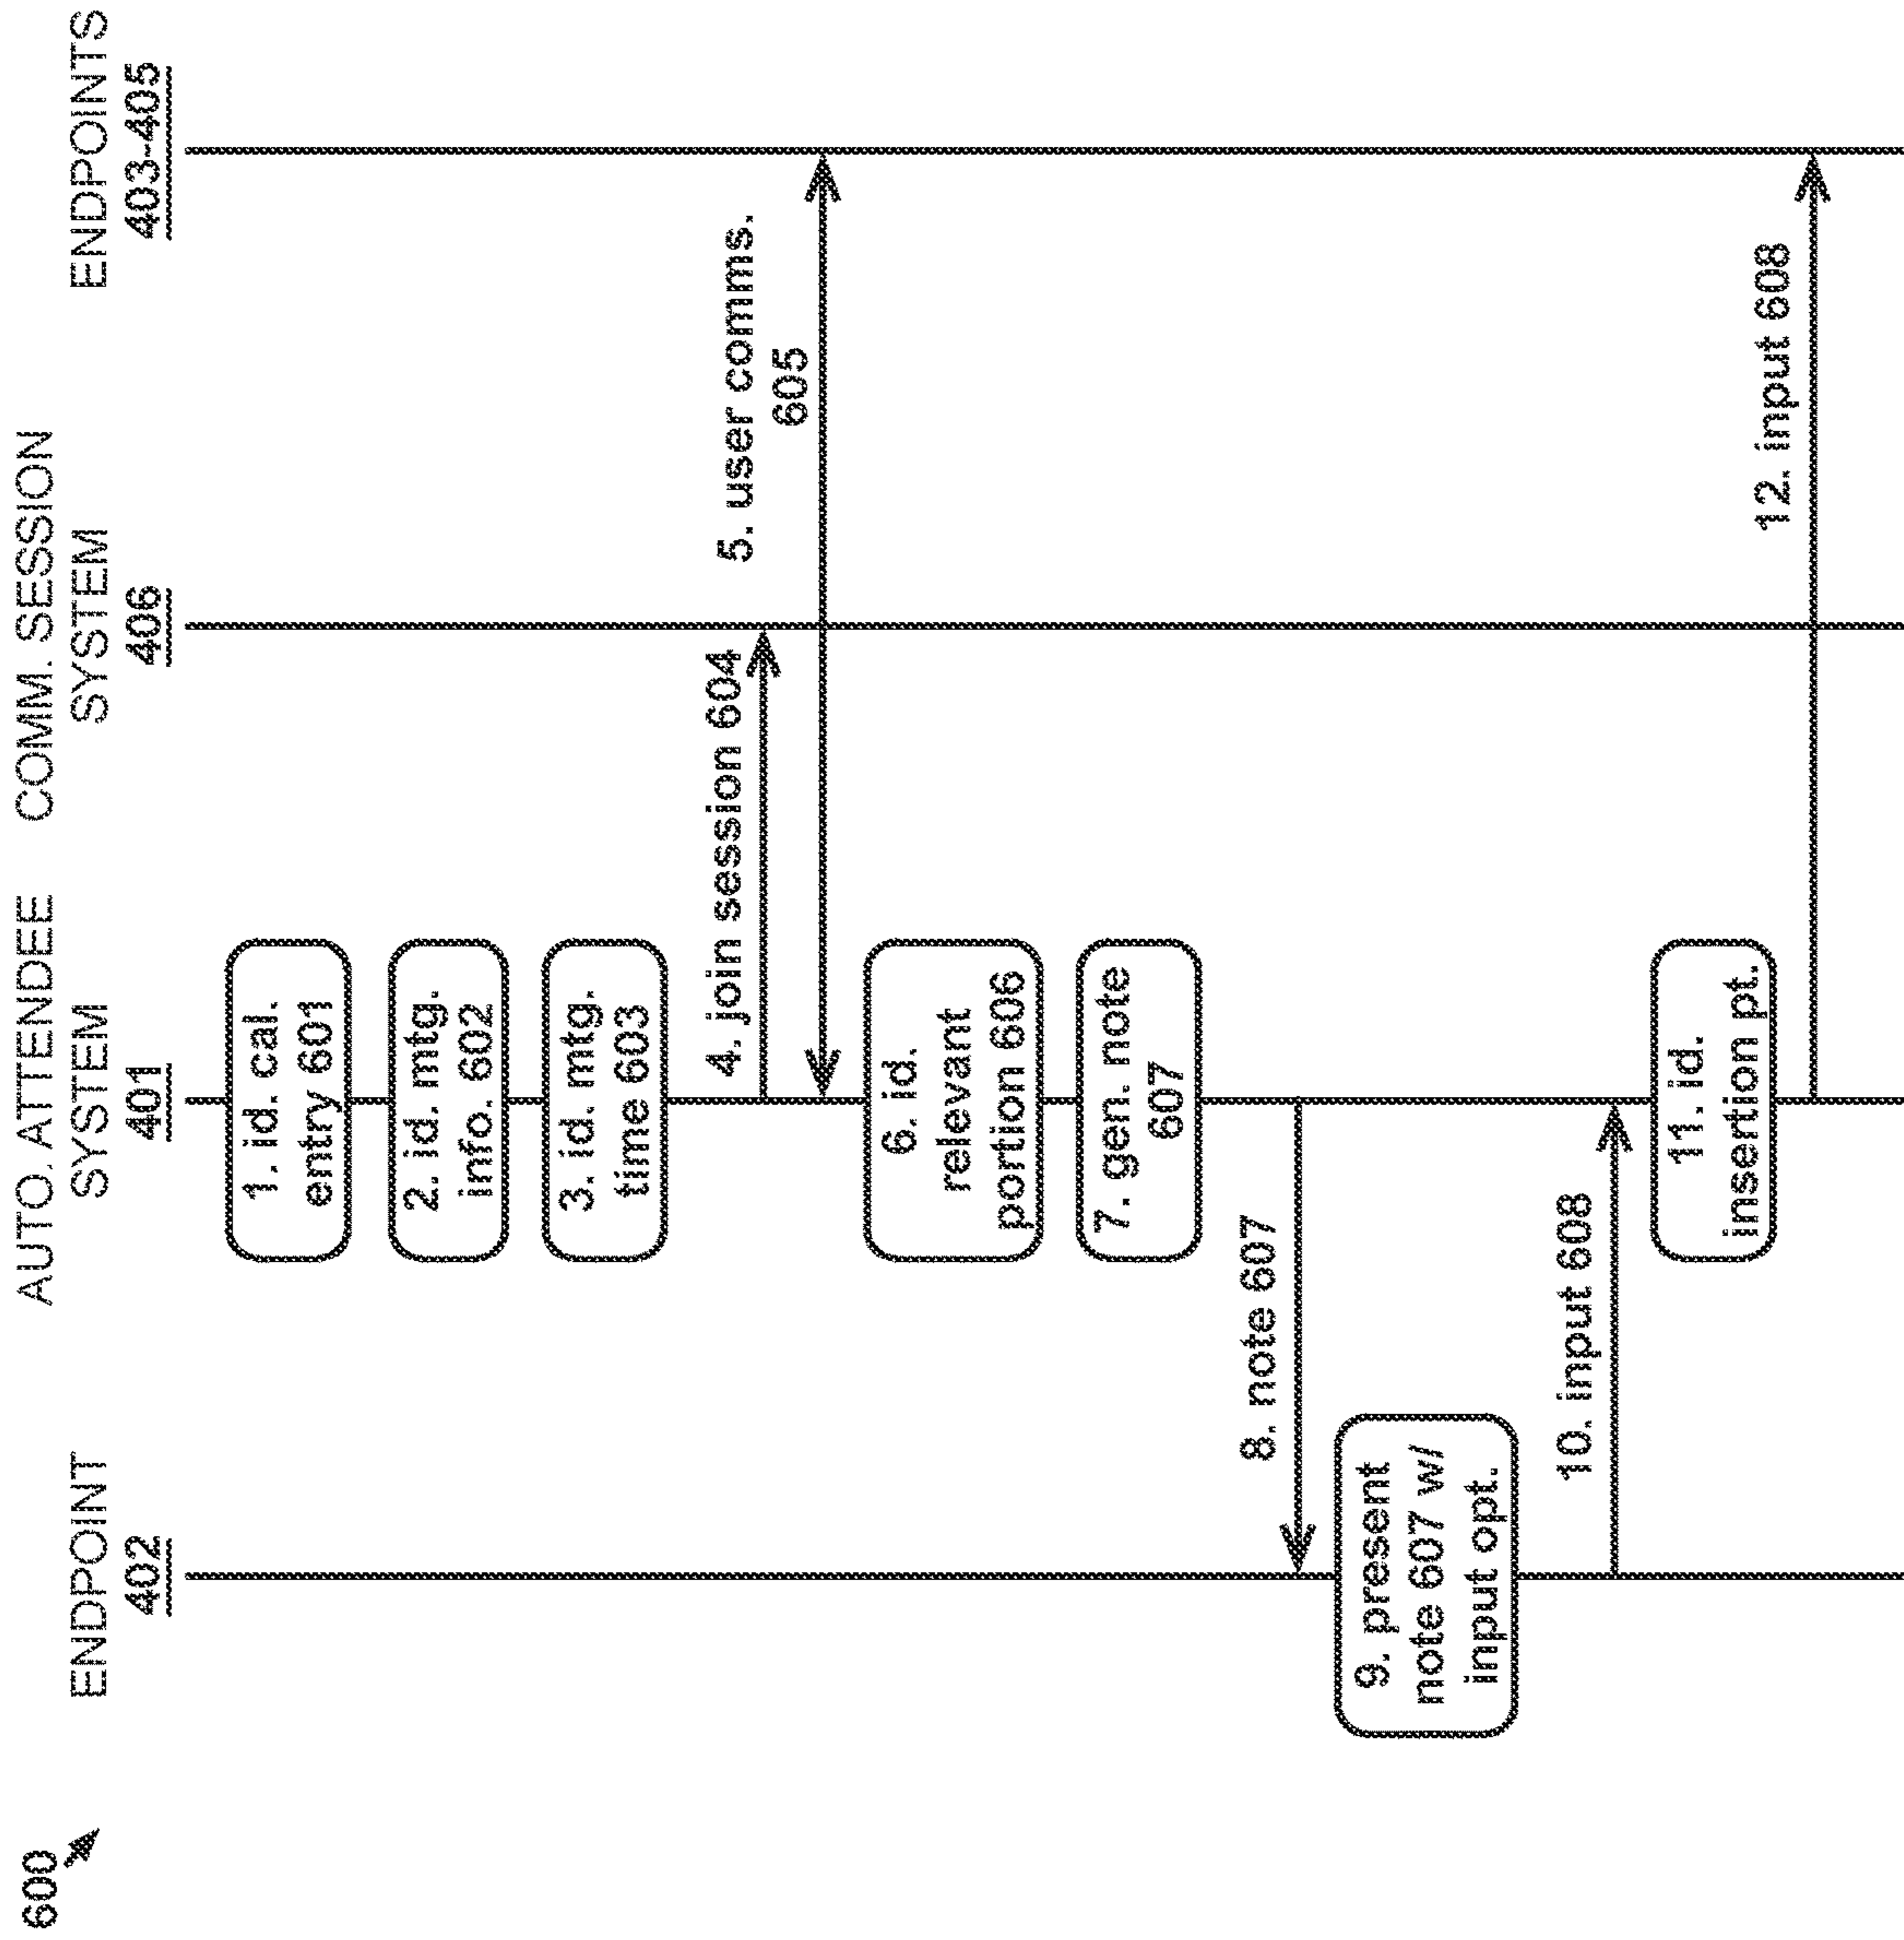 600
ENDPOINT
402
AUTO. ATTENDEE
SYSTEM
401
COMM. SESSION
SYSTEM
406
ENDPOINTS
403-405
1. id. cal.
entry 601
2. id. mtg.
info. 602
3. id. mtg.
time 603
4. join session 604
5. user comms.
605
6. id.
relevant
portion 606
7. gen. note
607
8. note 607
9. present
note 607 w/
input opt.
10. input 608
11. id.
insertion pt.
12. input 608